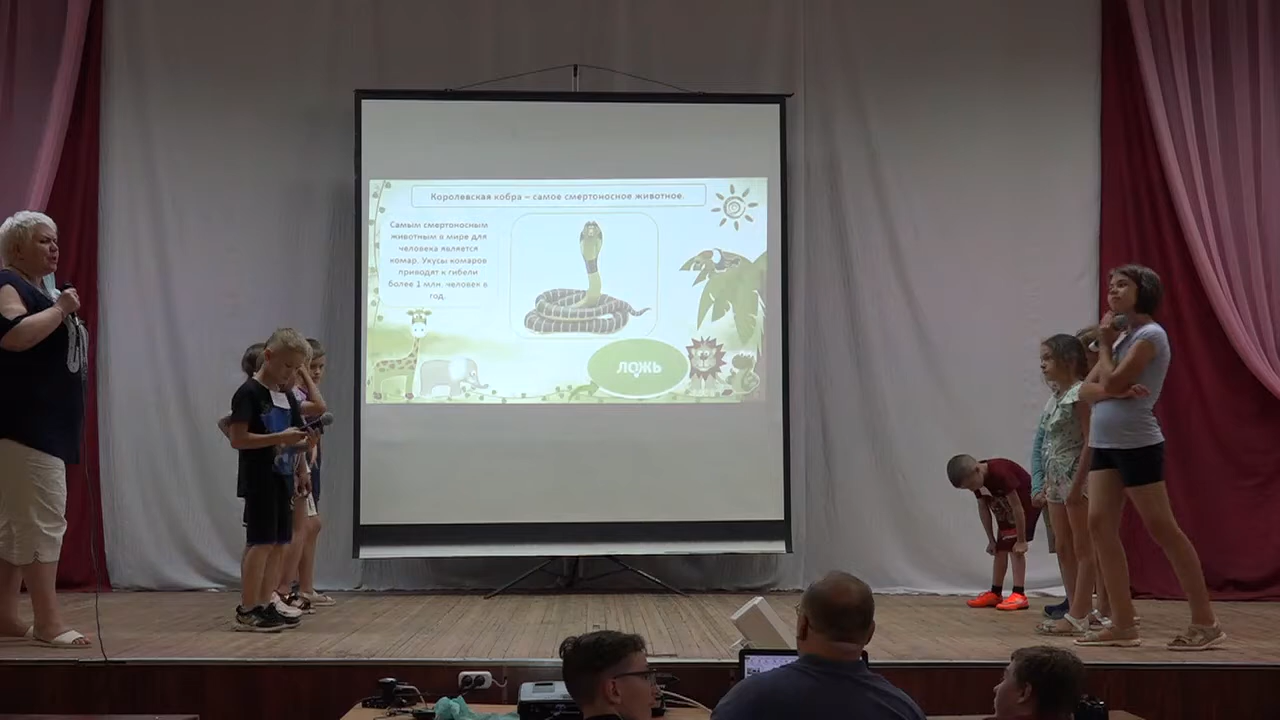 Королевская кобра – самое смертоносное животное.
Самым смертоносным
животным в мире для
человека является
комар. Укусы комаров
приводят к гибели
более 1 млн. человек в
год.
ЛОЖЬ